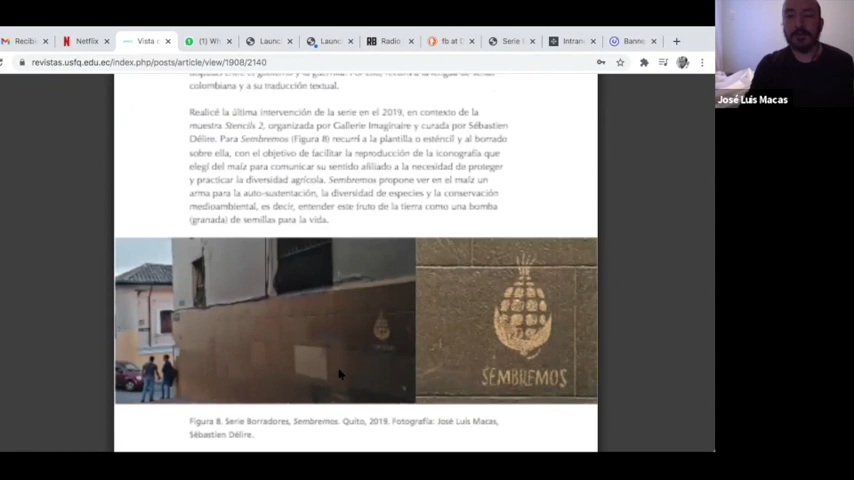 Recibi
Netflix
Vista c
(1) Wh
Launc
Launc
Radio
fb at D
Serie
Intran
Banne
revistas.usfq.edu.ec/index.php/posts/article/view/1908/2140
colombiana y a su traducción textual.
Realicé la última intervención de la serie en el 2019, en contexto de la
muestra Stencils 2, organizada por Gallerie Imaginaire y curada por Sébastien
Délire. Para Sembremos (Figura 8) recurrí a la plantilla o esténcil y al borrado
sobre ella, con el objetivo de facilitar la reproducción de la iconografía que
elegí del maíz para comunicar su sentido afiliado a la necesidad de proteger
y practicar la diversidad agrícola. Sembremos propone ver en el maíz un
arma para la auto-sustentación, la diversidad de especies y la conservación
medioambiental, es decir, entender este fruto de la tierra como una bomba
(granada) de semillas para la vida.
SEMBREMOS
Figura 8. Serie Borradores, Sembremos. Quito, 2019. Fotografía: José Luis Macas,
Sébastien Délire.
José Luis Macas